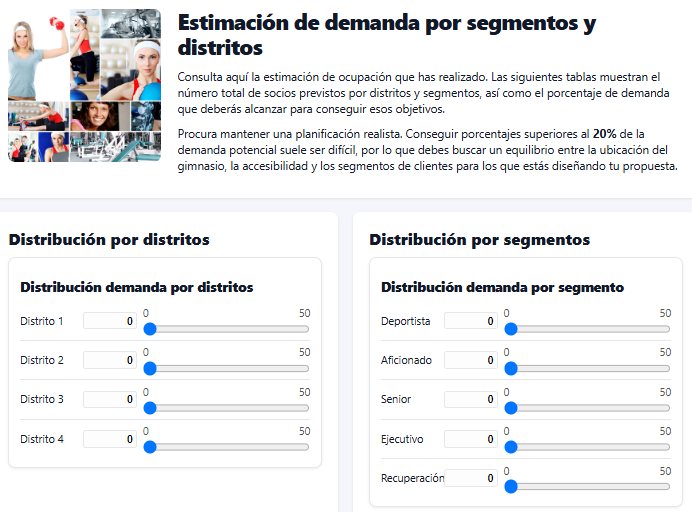 Estimación de demanda por segmentos y
distritos
Consulta aquí la estimación de ocupación que has realizado. Las siguientes tablas muestran el
número total de socios previstos por distritos y segmentos, así como el porcentaje de demanda
que deberás alcanzar para conseguir esos objetivos.
Procura mantener una planificación realista. Conseguir porcentajes superiores al 20% de la
demanda potencial suele ser difícil, por lo que debes buscar un equilibrio entre la ubicación del
gimnasio, la accesibilidad y los segmentos de clientes para los que estás diseñando tu propuesta.
Distribución por distritos
Distribución demanda por distritos
0 50
Distrito 1 0
0 50
Distrito 2 0
0 50
Distrito 3 0
0 50
Distrito 4 0
Distribución por segmentos
Distribución demanda por segmento
0 50
Deportista 0
0 50
Aficionado 0
0 50
Senior 0
0 50
Ejecutivo 0
0 50
Recuperación 0